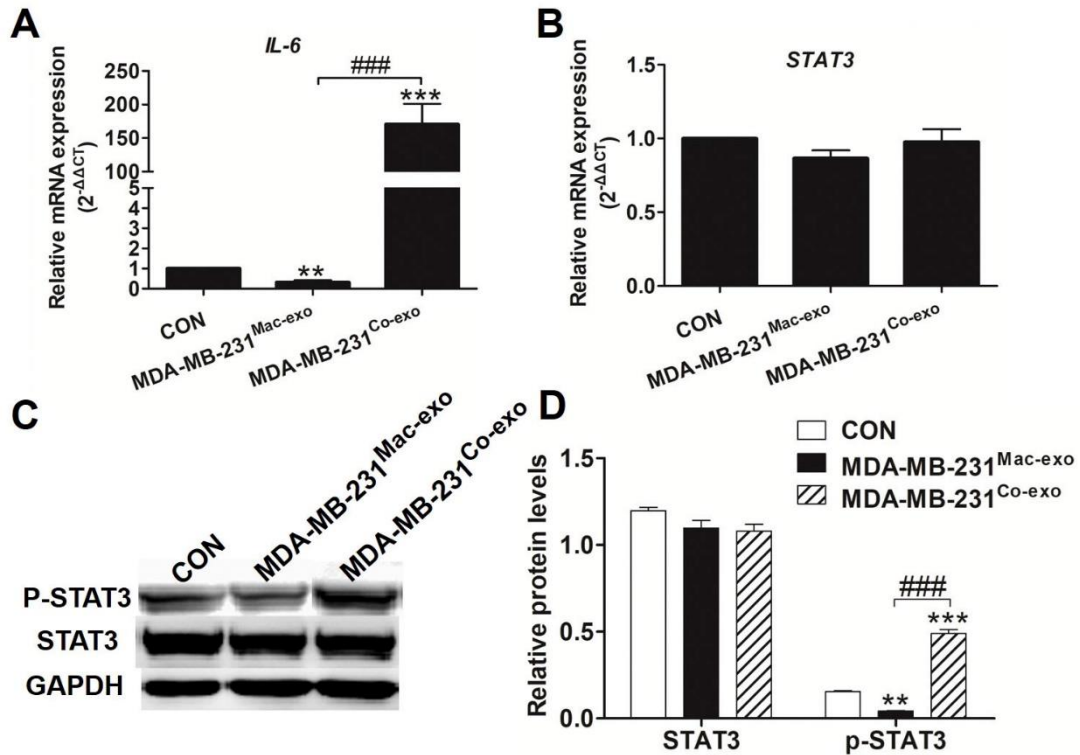 A
IL-6
Relative mRNA expression
(2^-ΔΔCT)
250
200
150
100
5
4
3
2
1
0
###
***
**
CON
MDA-MB-231^Mac-exo
MDA-MB-231^Co-exo
B
STAT3
Relative mRNA expression
(2^-ΔΔCT)
1.5
1.0
0.5
0.0
CON
MDA-MB-231^Mac-exo
MDA-MB-231^Co-exo
C
CON
MDA-MB-231^Mac-exo
MDA-MB-231^Co-exo
P-STAT3
STAT3
GAPDH
D
CON
MDA-MB-231^Mac-exo
MDA-MB-231^Co-exo
Relative protein levels
1.5
1.0
0.5
0.0
###
***
**
STAT3
p-STAT3